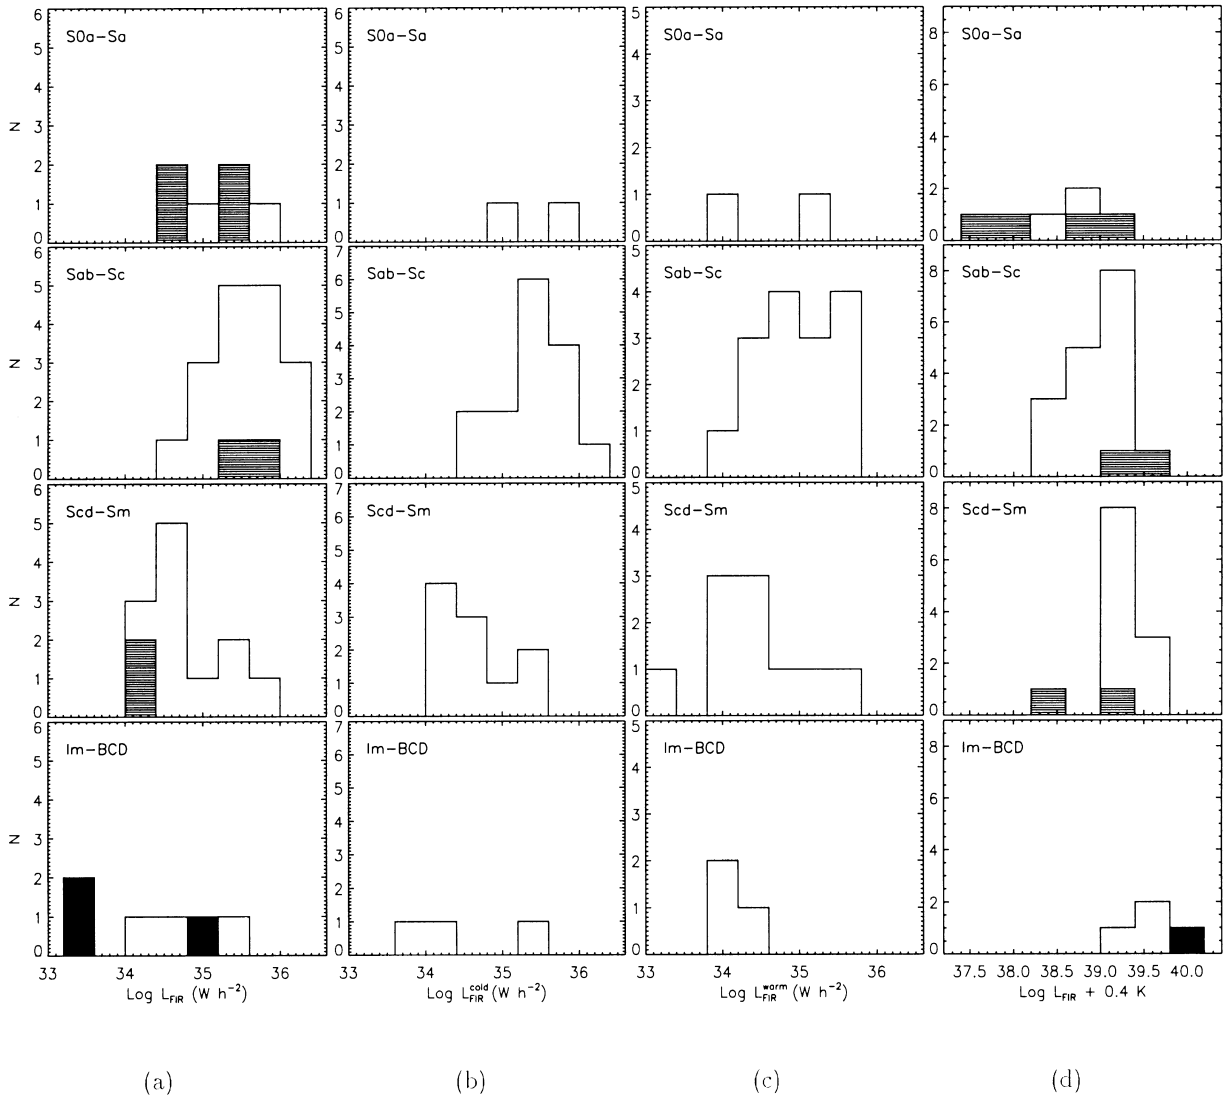 6 5 4 3 2 1 0 N S0a-Sa
6 5 4 3 2 1 0 S0a-Sa
5 4 3 2 1 0 S0a-Sa
8 6 4 2 0 S0a-Sa
6 5 4 3 2 1 0 N Sab-Sc
7 6 5 4 3 2 1 0 Sab-Sc
5 4 3 2 1 0 Sab-Sc
8 6 4 2 0 Sab-Sc
6 5 4 3 2 1 0 N Scd-Sm
7 6 5 4 3 2 1 0 Scd-Sm
5 4 3 2 1 0 Scd-Sm
8 6 4 2 0 Scd-Sm
6 5 4 3 2 1 0 N Im-BCD
7 6 5 4 3 2 1 0 Im-BCD
5 4 3 2 1 0 Im-BCD
8 6 4 2 0 Im-BCD
33 34 35 36
33 34 35 36
33 34 35 36
37.5 38.0 38.5 39.0 39.5 40.0
Log L_FIR (W h⁻²)
Log L_FIR^cold (W h⁻²)
Log L_FIR^warm (W h⁻²)
Log L_FIR + 0.4 K
(a) (b) (c) (d)